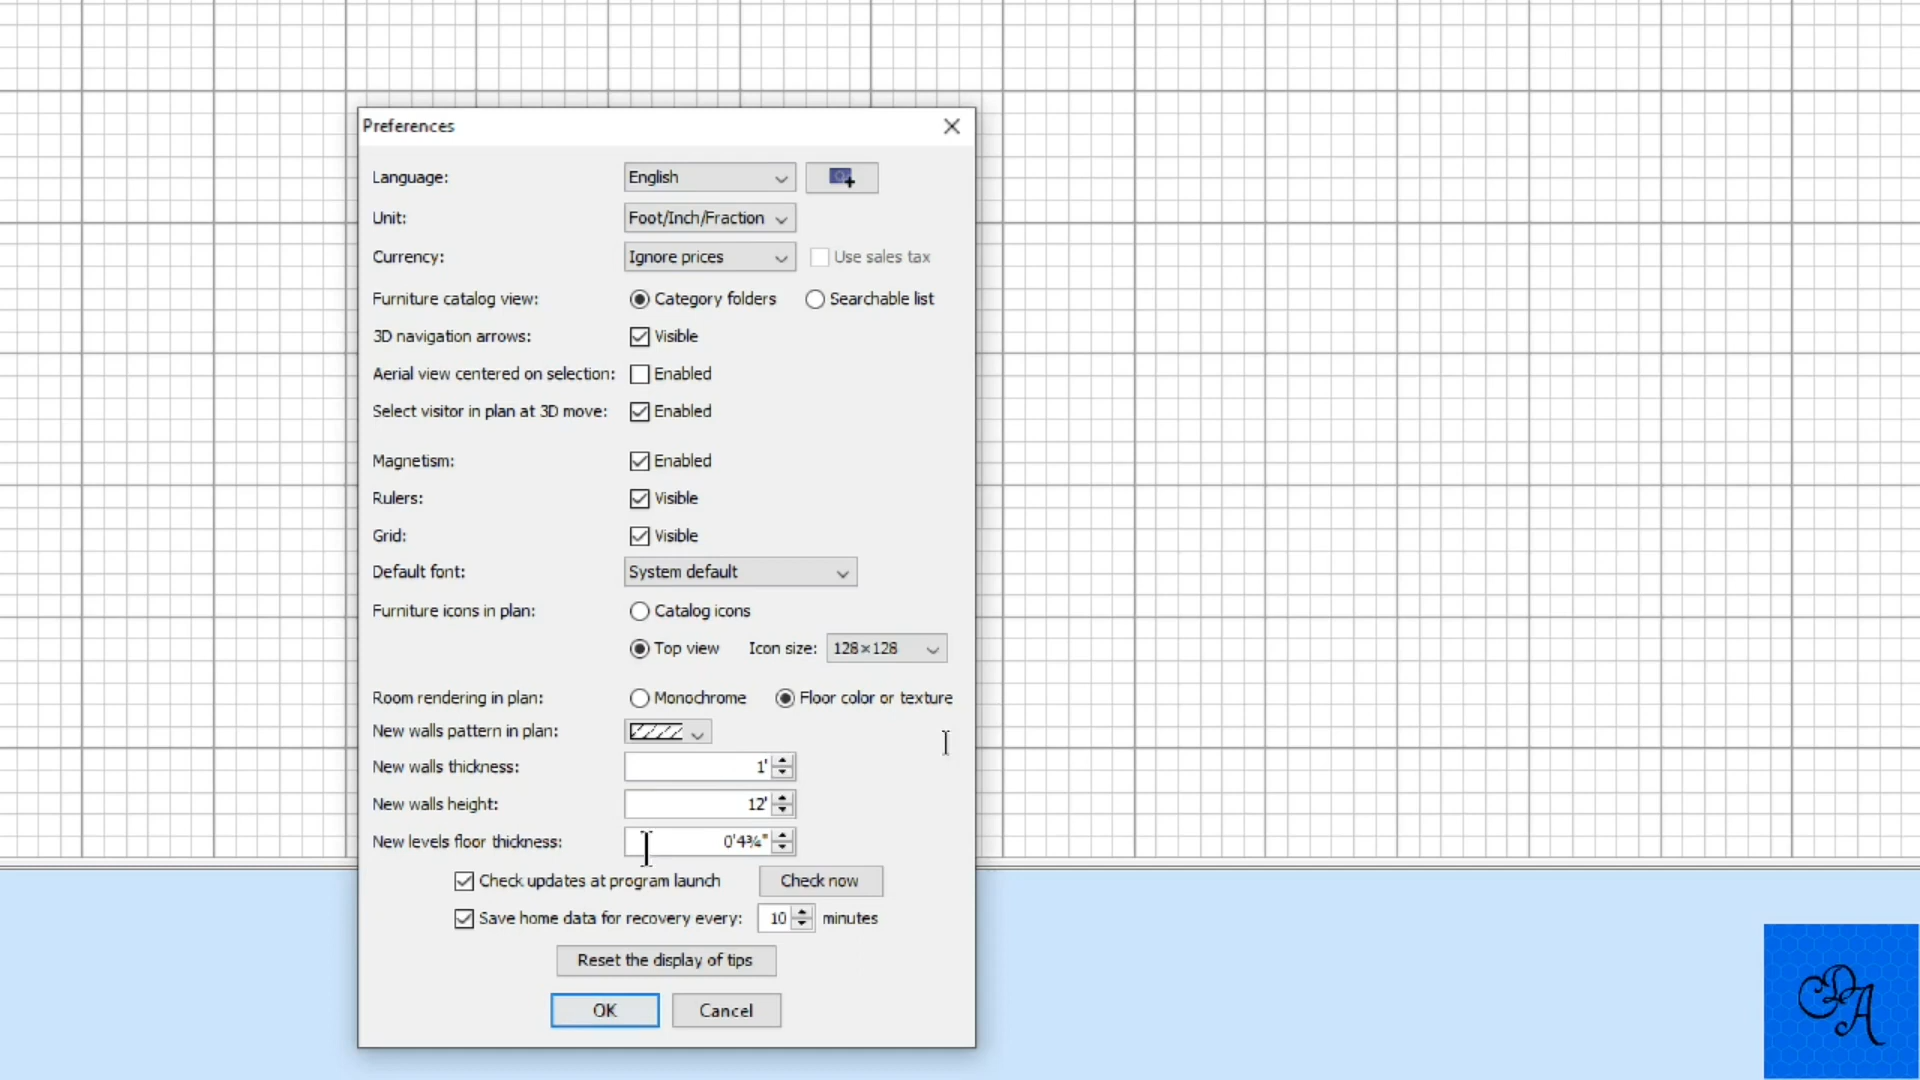 Preferences
Language: English
Unit: Foot/Inch/Fraction
Currency: Ignore prices Use sales tax
Furniture catalog view: Category folders Searchable list
3D navigation arrows: Visible
Aerial view centered on selection: Enabled
Select visitor in plan at 3D move: Enabled
Magnetism: Enabled
Rulers: Visible
Grid: Visible
Default font: System default
Furniture icons in plan: Catalog icons
Top view Icon size: 128×128
Room rendering in plan: Monochrome Floor color or texture
New walls pattern in plan:
New walls thickness: 1'
New walls height: 12'
New levels floor thickness: 0'4¾"
Check updates at program launch Check now
Save home data for recovery every: 10 minutes
Reset the display of tips
OK Cancel
DA